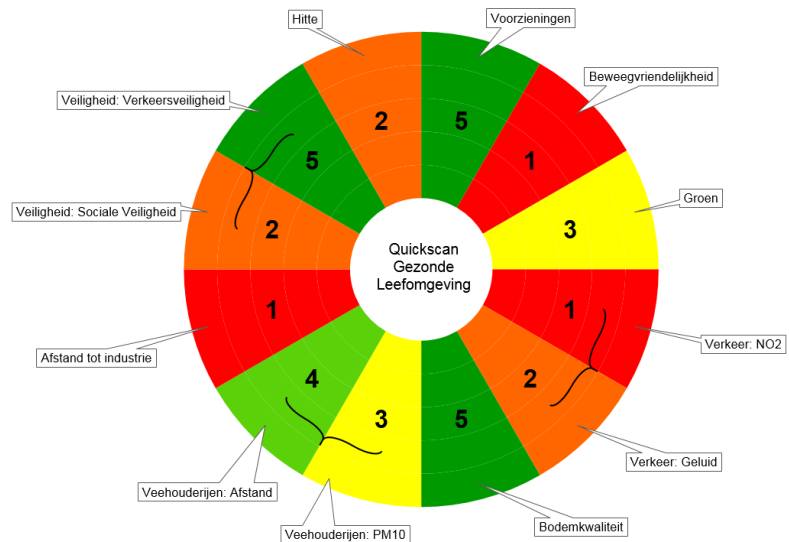 Hitte
Voorzieningen
Beweegvriendelijkheid
Veiligheid: Verkeersveiligheid
2
5
5
1
Veiligheid: Sociale Veiligheid
Groen
2
3
Quickscan
Gezonde
Leefomgeving
1
1
Afstand tot industrie
Verkeer: NO2
4
2
3
5
Verkeer: Geluid
Veehouderijen: Afstand
Bodemkwaliteit
Veehouderijen: PM10